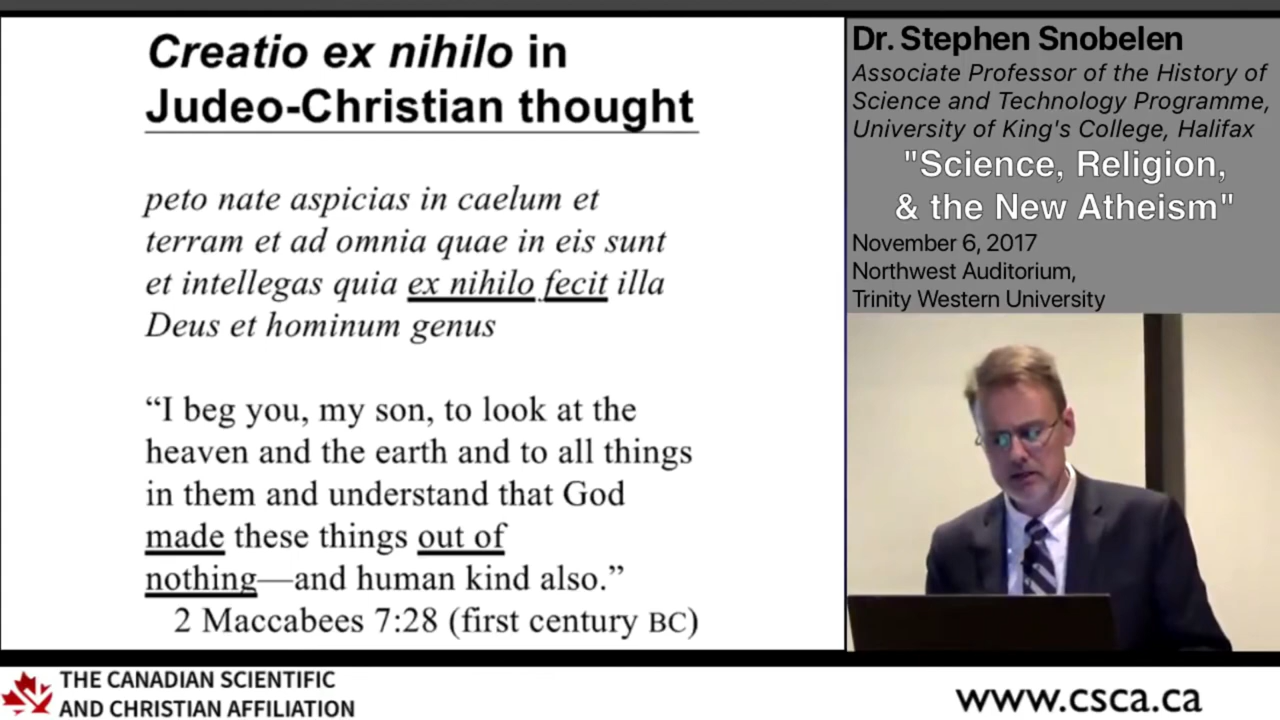 Creatio ex nihilo in
Judeo-Christian thought
peto nate aspicias in caelum et
terram et ad omnia quae in eis sunt
et intellegas quia ex nihilo fecit illa
Deus et hominum genus
“I beg you, my son, to look at the
heaven and the earth and to all things
in them and understand that God
made these things out of
nothing—and human kind also.”
2 Maccabees 7:28 (first century BC)
Dr. Stephen Snobelen
Associate Professor of the History of
Science and Technology Programme,
University of King's College, Halifax
"Science, Religion,
& the New Atheism"
November 6, 2017
Northwest Auditorium,
Trinity Western University
THE CANADIAN SCIENTIFIC
AND CHRISTIAN AFFILIATION
www.csca.ca